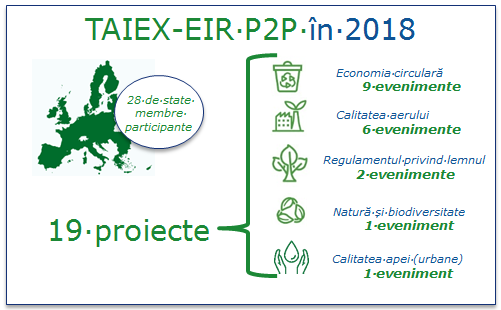 TAIEX-EIR·P2P·în·2018
28·de·state·
membre·
participante
19·proiecte
Economia·circulară
9·evenimente
Calitatea·aerului
6·evenimente
Regulamentul·privind·lemnul
2·evenimente
Natură·și·biodiversitate
1·eveniment
Calitatea·apei·(urbane)
1·eveniment